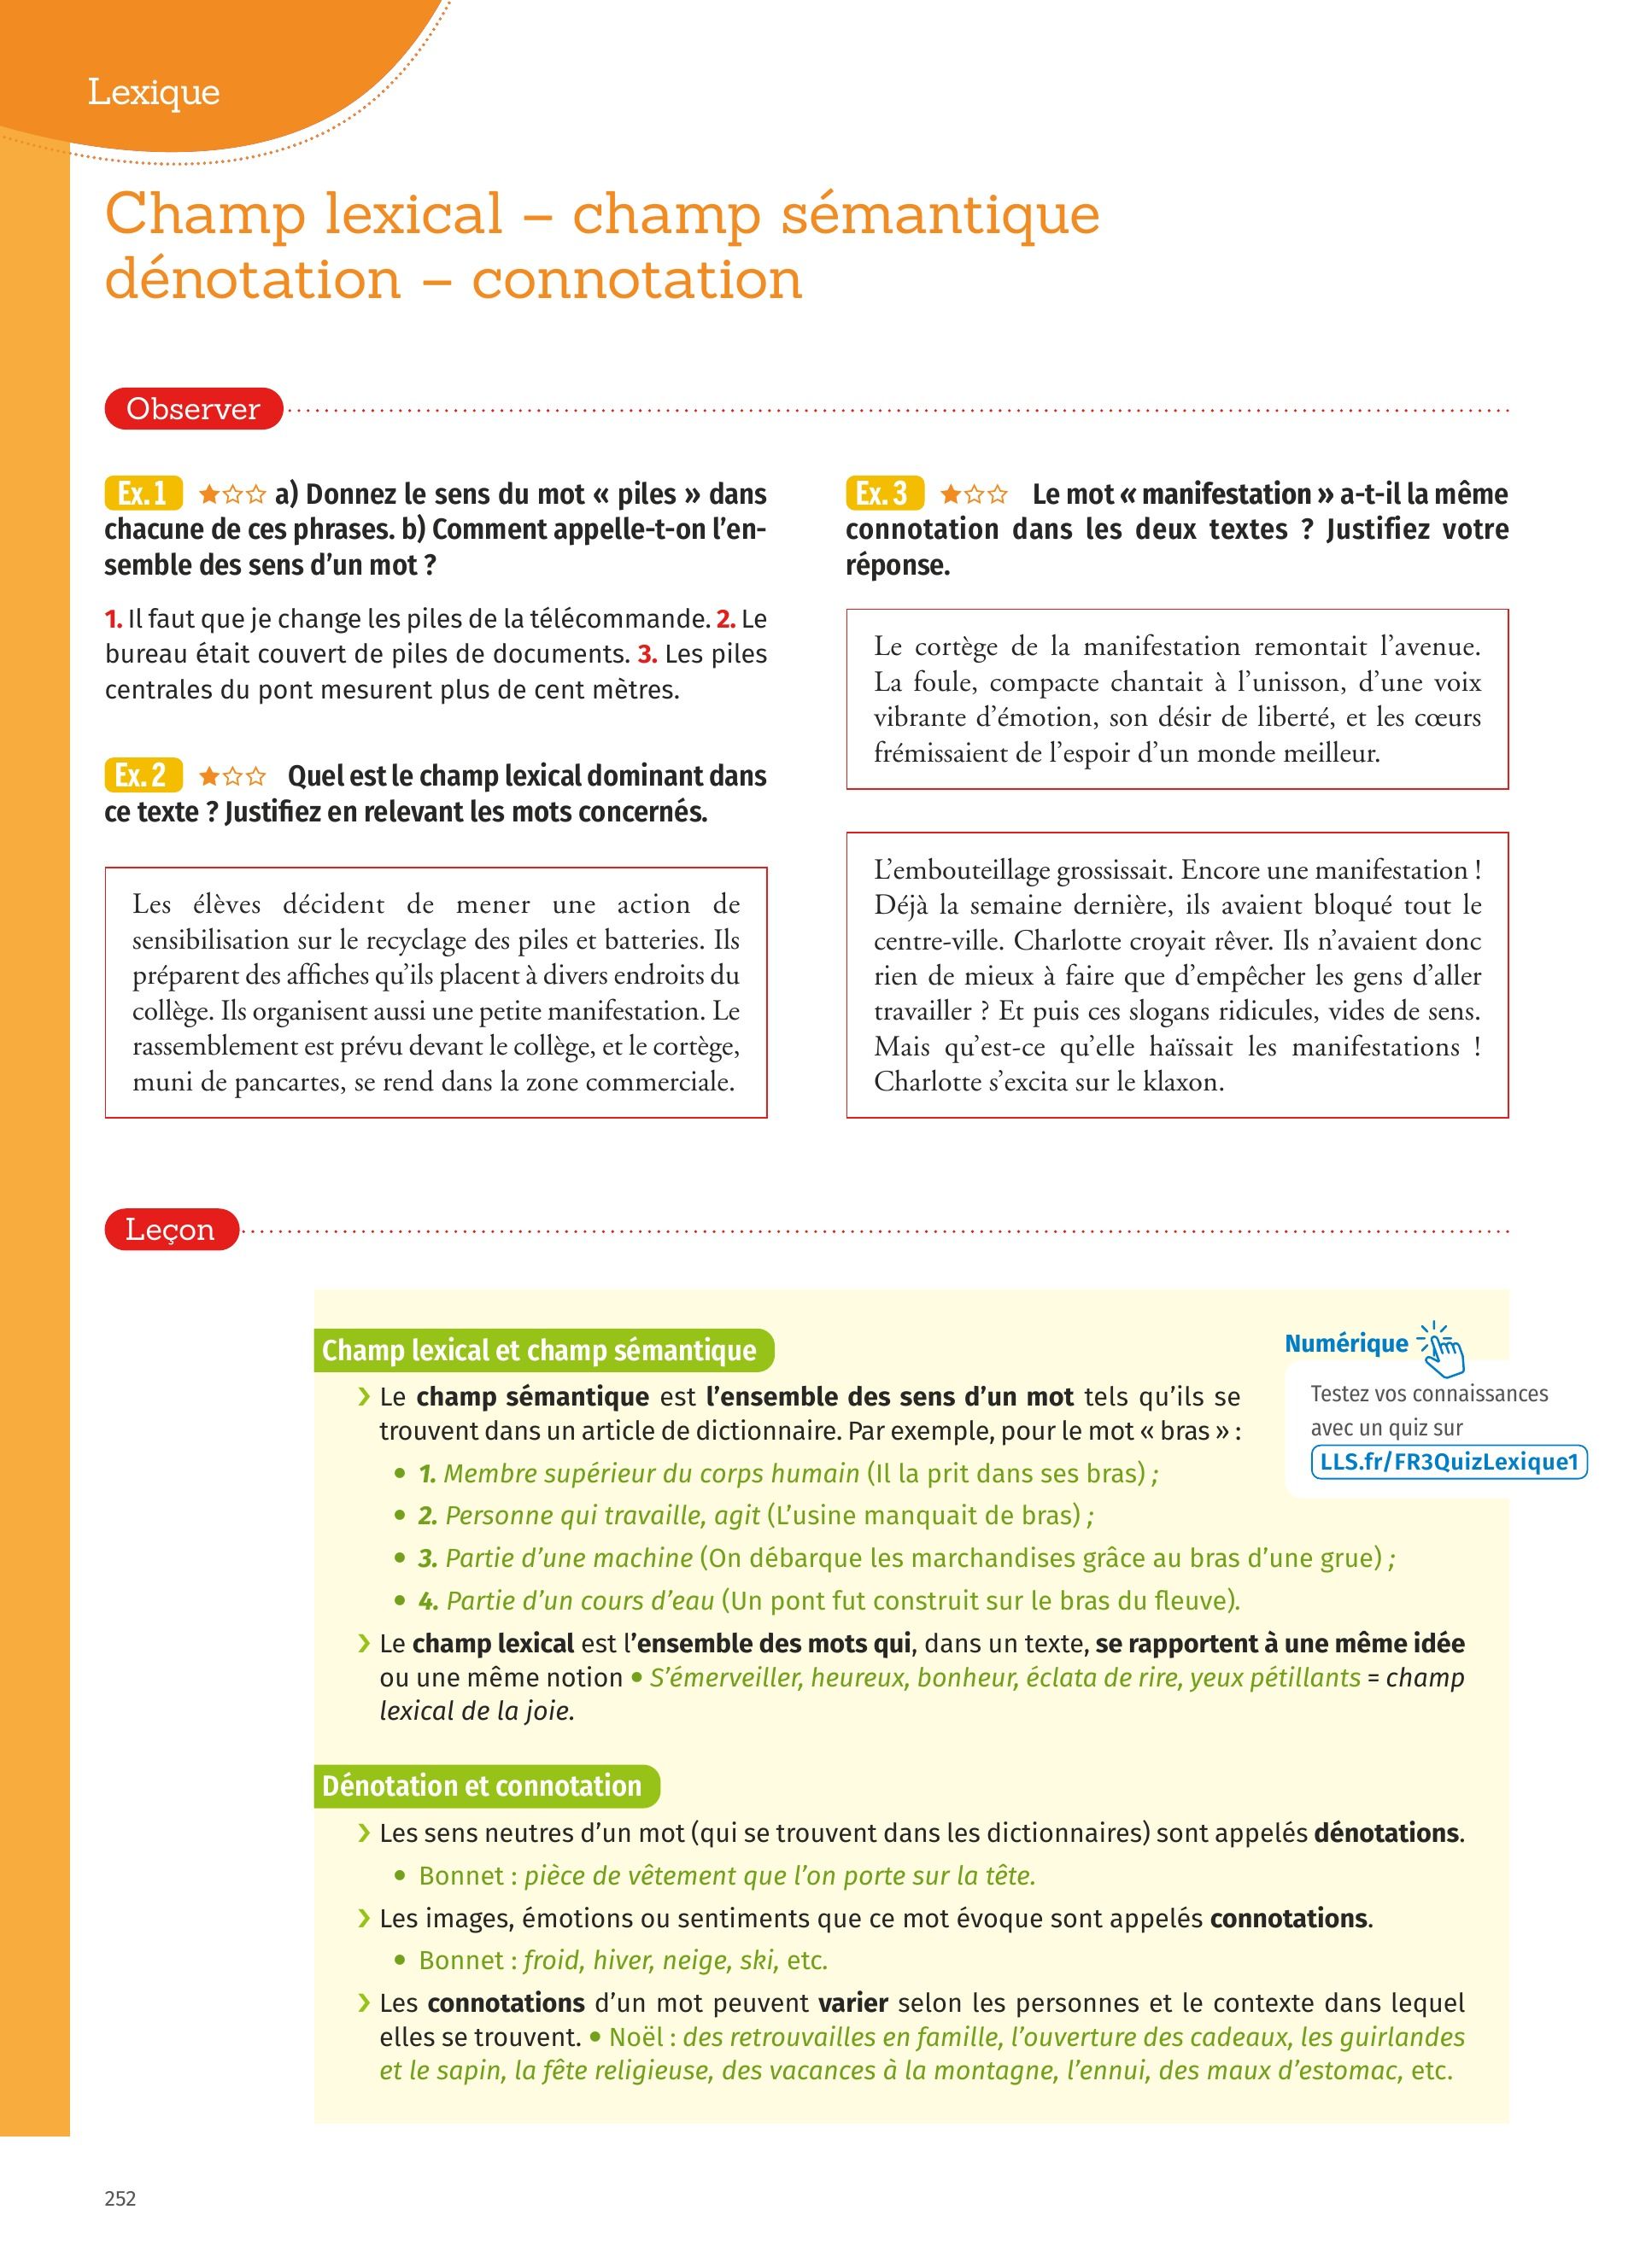 Lexique
Champ lexical – champ sémantique
dénotation – connotation
Observer
Ex. 1 a) Donnez le sens du mot « piles » dans
chacune de ces phrases. b) Comment appelle-t-on l’en-
semble des sens d’un mot ?
1. Il faut que je change les piles de la télécommande. 2. Le
bureau était couvert de piles de documents. 3. Les piles
centrales du pont mesurent plus de cent mètres.
Ex. 2 Quel est le champ lexical dominant dans
ce texte ? Justifiez en relevant les mots concernés.
Les élèves décident de mener une action de
sensibilisation sur le recyclage des piles et batteries. Ils
préparent des affiches qu’ils placent à divers endroits du
collège. Ils organisent aussi une petite manifestation. Le
rassemblement est prévu devant le collège, et le cortège,
muni de pancartes, se rend dans la zone commerciale.
Ex. 3 Le mot « manifestation » a-t-il la même
connotation dans les deux textes ? Justifiez votre
réponse.
Le cortège de la manifestation remontait l’avenue.
La foule, compacte chantait à l’unisson, d’une voix
vibrante d’émotion, son désir de liberté, et les cœurs
frémissaient de l’espoir d’un monde meilleur.
L’embouteillage grossissait. Encore une manifestation !
Déjà la semaine dernière, ils avaient bloqué tout le
centre-ville. Charlotte croyait rêver. Ils n’avaient donc
rien de mieux à faire que d’empêcher les gens d’aller
travailler ? Et puis ces slogans ridicules, vides de sens.
Mais qu’est-ce qu’elle haïssait les manifestations !
Charlotte s’excita sur le klaxon.
Leçon
Champ lexical et champ sémantique
› Le champ sémantique est l’ensemble des sens d’un mot tels qu’ils se
trouvent dans un article de dictionnaire. Par exemple, pour le mot « bras » :
• 1. Membre supérieur du corps humain (Il la prit dans ses bras) ;
• 2. Personne qui travaille, agit (L’usine manquait de bras) ;
• 3. Partie d’une machine (On débarque les marchandises grâce au bras d’une grue) ;
• 4. Partie d’un cours d’eau (Un pont fut construit sur le bras du fleuve).
› Le champ lexical est l’ensemble des mots qui, dans un texte, se rapportent à une même idée
ou une même notion • S’émerveiller, heureux, bonheur, éclata de rire, yeux pétillants = champ
lexical de la joie.
Numérique
Testez vos connaissances
avec un quiz sur
LLS.fr/FR3QuizLexique1
Dénotation et connotation
› Les sens neutres d’un mot (qui se trouvent dans les dictionnaires) sont appelés dénotations.
• Bonnet : pièce de vêtement que l’on porte sur la tête.
› Les images, émotions ou sentiments que ce mot évoque sont appelés connotations.
• Bonnet : froid, hiver, neige, ski, etc.
› Les connotations d’un mot peuvent varier selon les personnes et le contexte dans lequel
elles se trouvent. • Noël : des retrouvailles en famille, l’ouverture des cadeaux, les guirlandes
et le sapin, la fête religieuse, des vacances à la montagne, l’ennui, des maux d’estomac, etc.
252